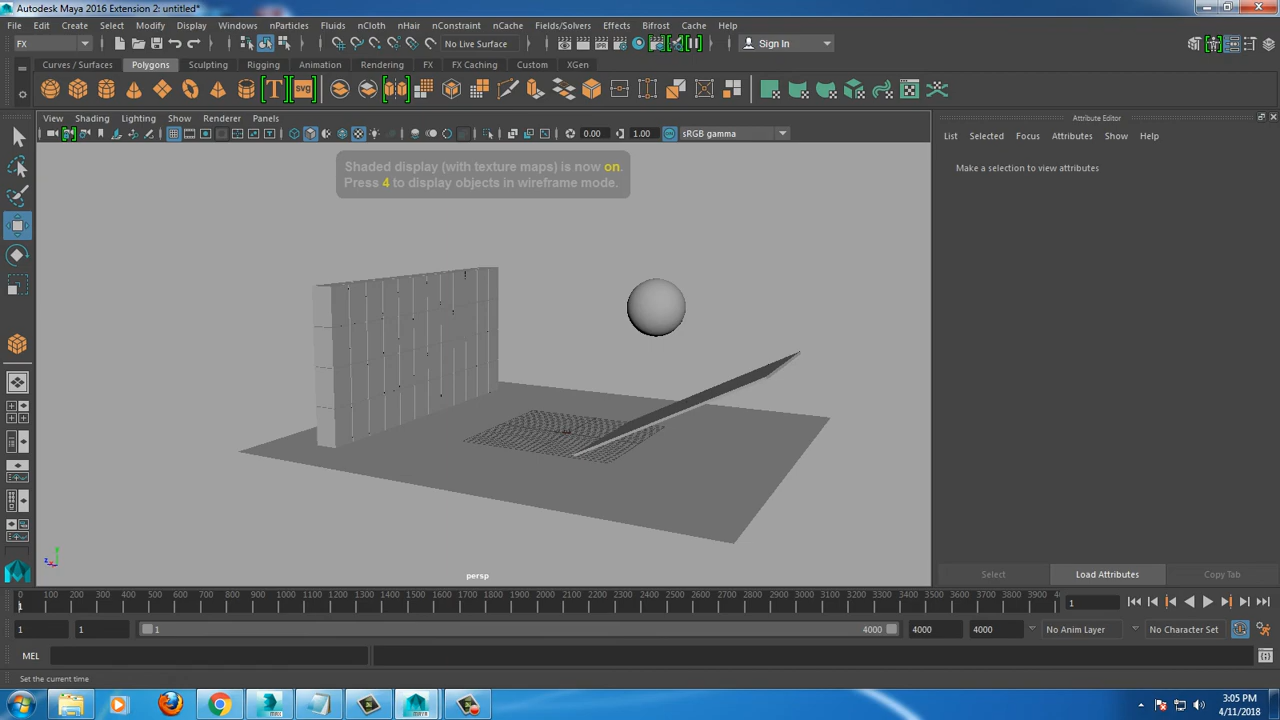 Autodesk Maya 2016 Extension 2: untitled*
File Edit Create Select Modify Display Windows nParticles Fluids nCloth nHair nConstraint nCache Fields/Solvers Effects Bifrost Cache Help
FX No Live Surface Sign In
Curves / Surfaces Polygons Sculpting Rigging Animation Rendering FX FX Caching Custom XGen
T svg
View Shading Lighting Show Renderer Panels
0.00 1.00 sRGB gamma
Attribute Editor
List Selected Focus Attributes Show Help
Make a selection to view attributes
Shaded display (with texture maps) is now on.
Press 4 to display objects in wireframe mode.
z
persp
Select Load Attributes Copy Tab
0 100 200 300 400 500 600 700 800 900 1000 1100 1200 1300 1400 1500 1600 1700 1800 1900 2000 2100 2200 2300 2400 2500 2600 2700 2800 2900 3000 3100 3200 3300 3400 3500 3600 3700 3800 3900
1 1
1 1 1 4000 4000 4000 No Anim Layer No Character Set
MEL
Set the current time
MAX MAYA
3:05 PM
4/11/2018